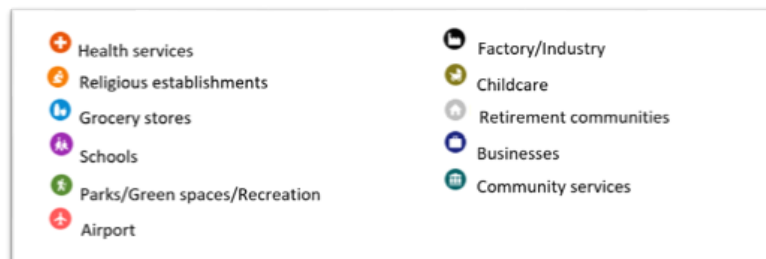 Health services
Religious establishments
Grocery stores
Schools
Parks/Green spaces/Recreation
Airport
Factory/Industry
Childcare
Retirement communities
Businesses
Community services